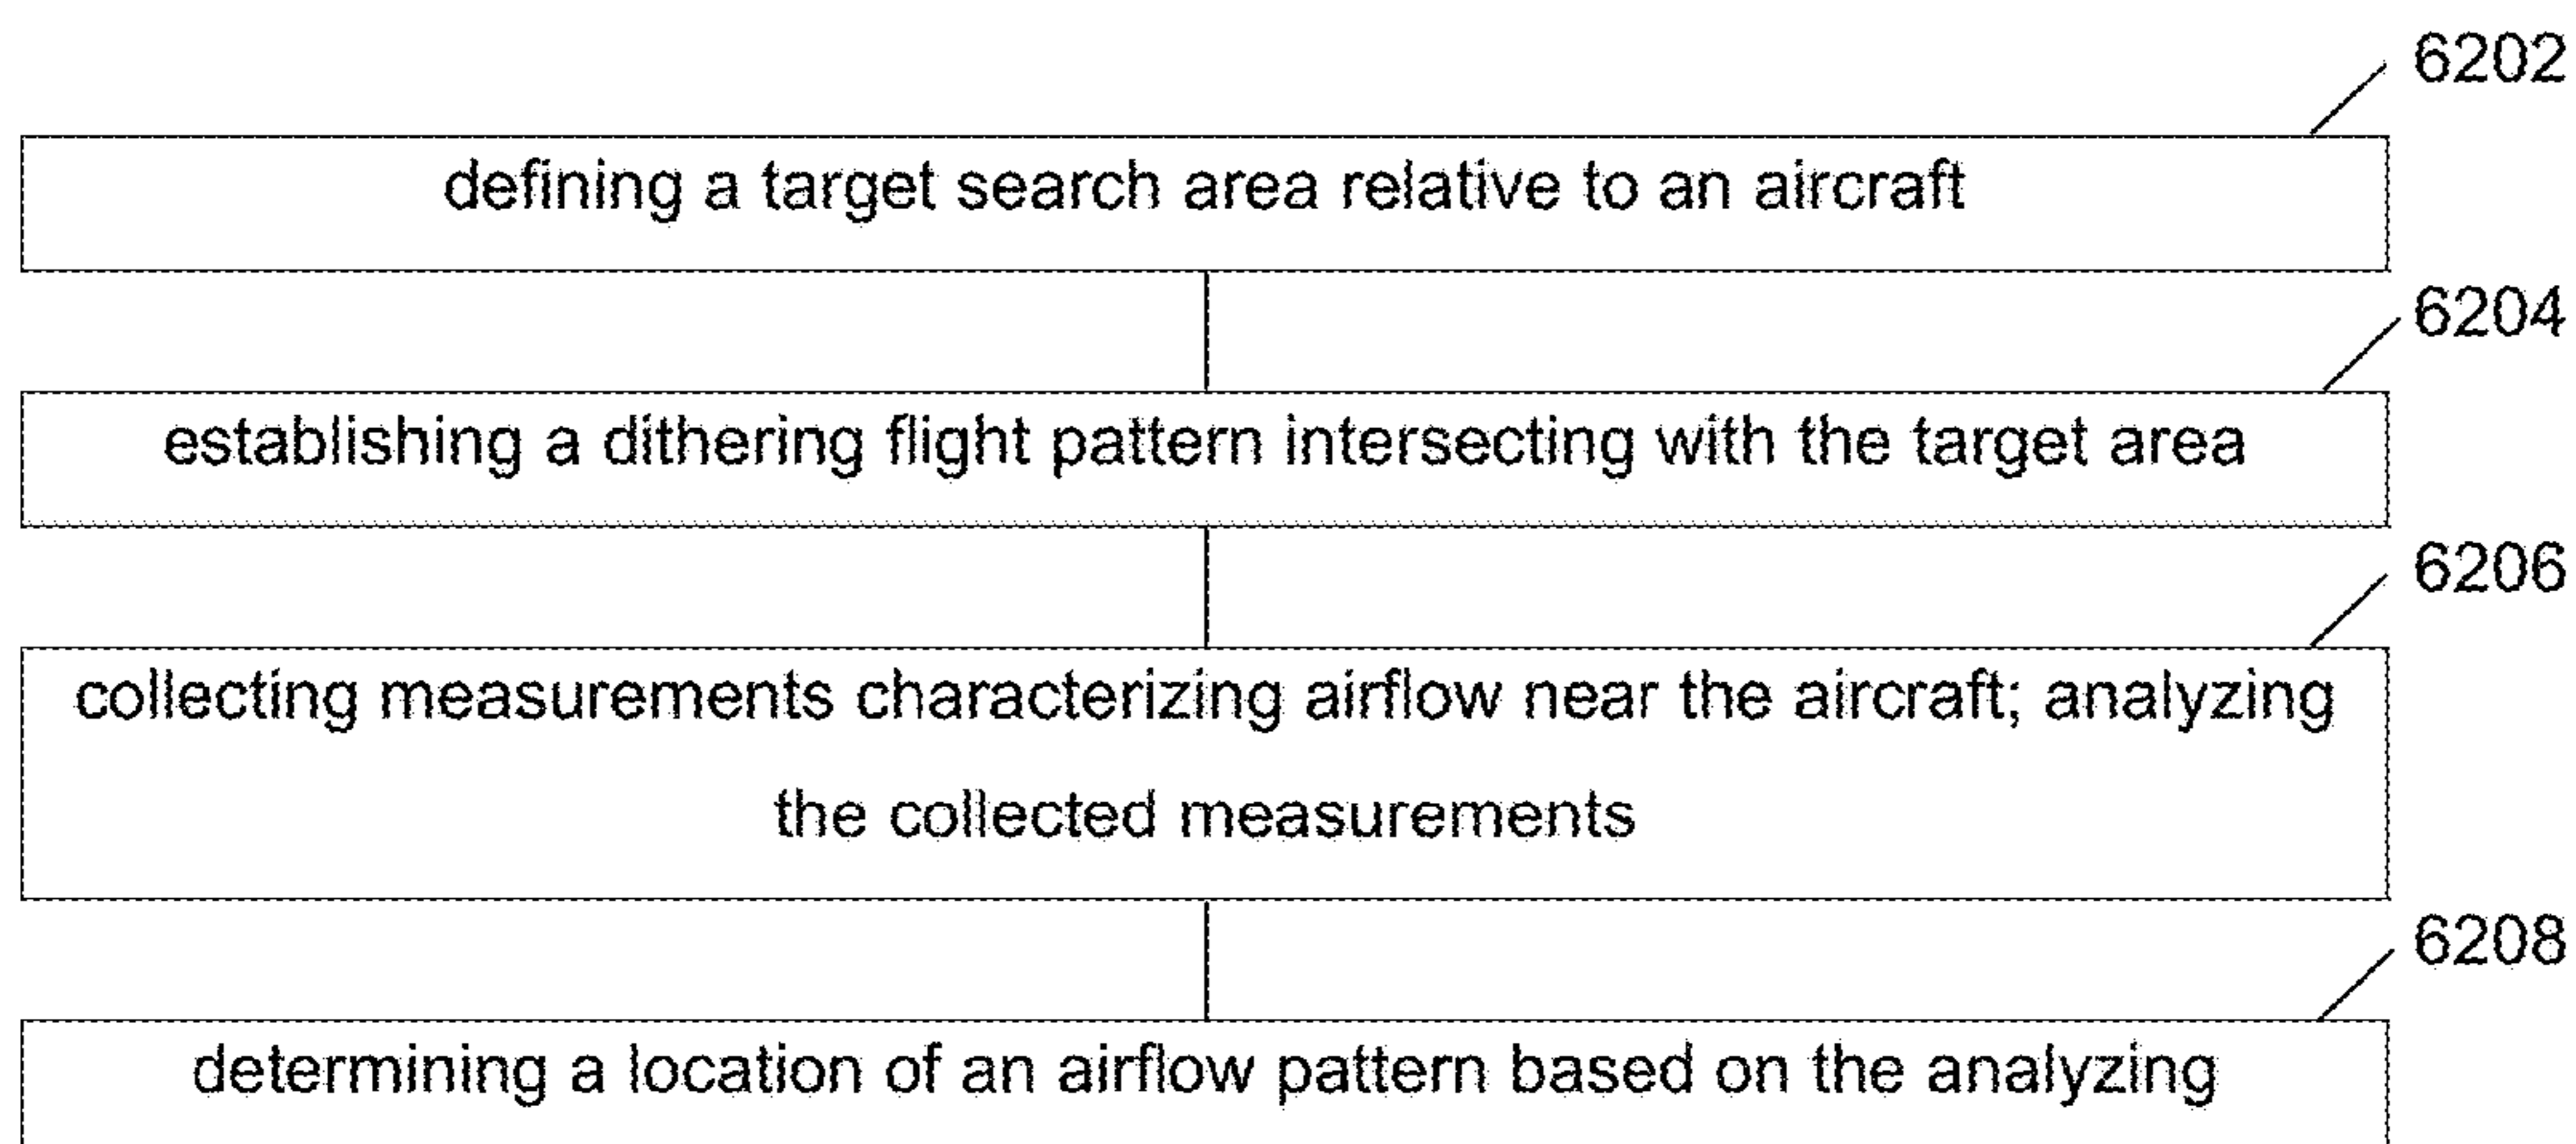 6202
defining a target search area relative to an aircraft
6204
establishing a dithering flight pattern intersecting with the target area
6206
collecting measurements characterizing airflow near the aircraft; analyzing
the collected measurements
6208
determining a location of an airflow pattern based on the analyzing